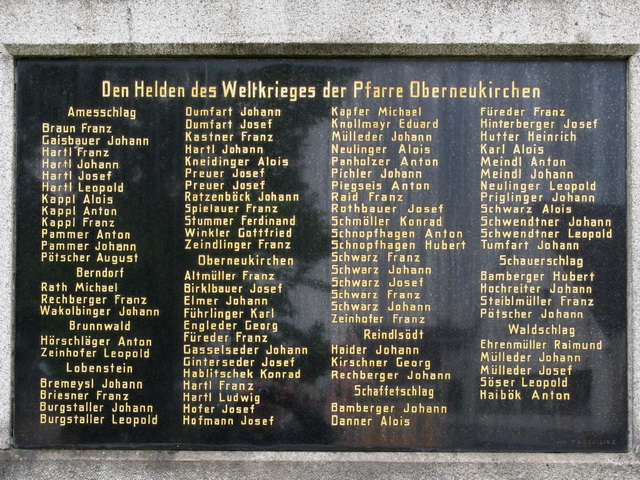 Den Helden des Weltkrieges der Pfarre Oberneukirchen
Amesschlag
Braun Franz
Gaisbauer Johann
Hartl Franz
Hartl Johann
Hartl Josef
Hartl Leopold
Kappl Alois
Kappl Anton
Kappl Franz
Pammer Anton
Pammer Johann
Pötscher August
Berndorf
Rath Michael
Rechberger Franz
Wakolbinger Johann
Brunnwald
Hörschläger Anton
Zeinhofer Leopold
Lobenstein
Bremeysl Johann
Briesner Franz
Burgstaller Johann
Burgstaller Leopold
Dumfart Johann
Dumfart Josef
Kastner Franz
Hartl Johann
Kneidinger Alois
Preuer Josef
Preuer Josef
Ratzenböck Johann
Spielauer Franz
Stummer Ferdinand
Winkler Gottfried
Zeindlinger Franz
Oberneukirchen
Altmüller Franz
Birklbauer Josef
Elmer Johann
Führlinger Karl
Engleder Georg
Füreder Franz
Gasselseder Johann
Ginterseder Josef
Hablitschek Konrad
Hartl Franz
Hartl Ludwig
Hofer Josef
Hofmann Josef
Käpfer Michael
Knollmayr Eduard
Mülleder Johann
Neulinger Alois
Panholzer Anton
Pichler Johann
Piegseis Anton
Raid Franz
Rothbauer Josef
Schmöller Konrad
Schnopfhagen Anton
Schnopfhagen Hubert
Schwarz Franz
Schwarz Johann
Schwarz Josef
Schwarz Franz
Schwarz Johann
Zeinhofer Franz
Reindlsödt
Haider Johann
Kirschner Georg
Rechberger Johann
Schaffetschlag
Bamberger Johann
Danner Alois
Füreder Franz
Hinterberger Josef
Hutter Heinrich
Karl Alois
Meindl Anton
Meindl Johann
Neulinger Leopold
Priglinger Johann
Schwarz Alois
Schwendtner Johann
Schwendtner Leopold
Tumfart Johann
Schauerschlag
Bamberger Hubert
Hochreiter Johann
Steiblmüller Franz
Pötscher Johann
Waldschlag
Ehrenmüller Raimund
Mülleder Johann
Mülleder Josef
Söser Leopold
Haibök Anton